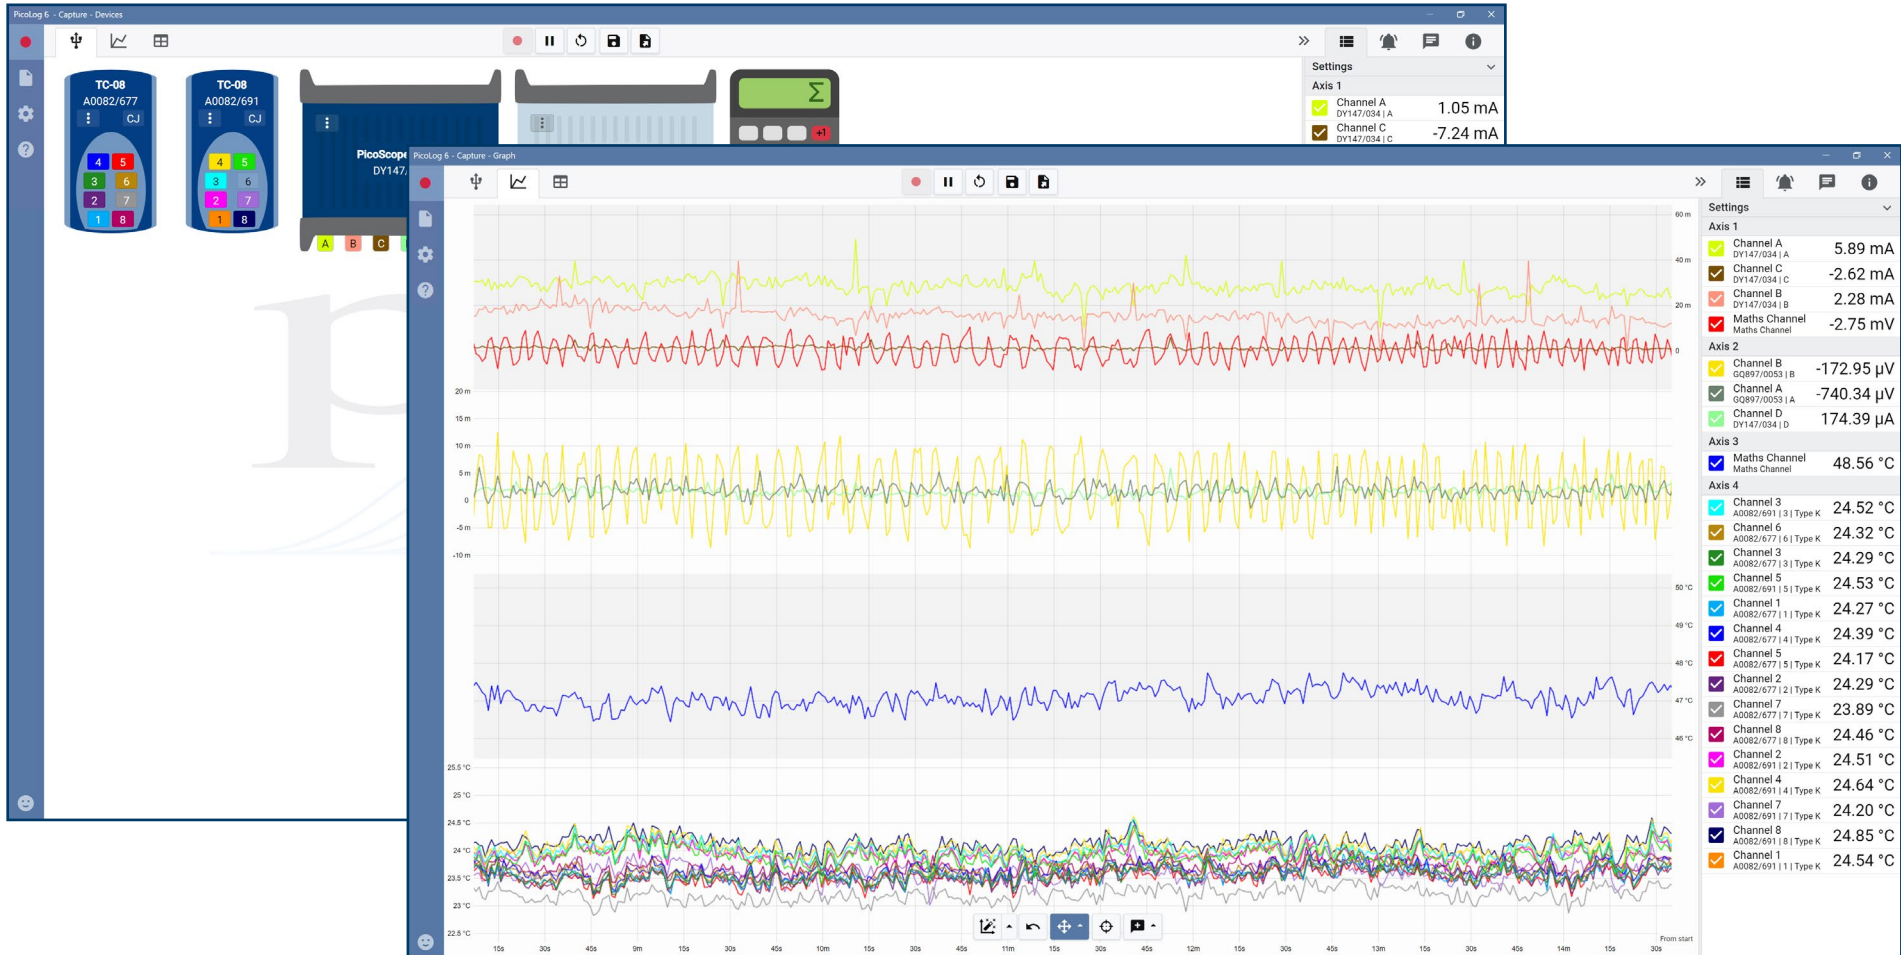 PicoLog 6 - Capture - Devices
Settings
Axis 1
Channel A
DY147/034 | A
1.05 mA
Channel C
DY147/034 | C
-7.24 mA
TC-08
A0082/677
CJ
4 5
3 6
2 7
1 8
TC-08
A0082/691
CJ
4 5
3 6
2 7
1 8
PicoScope
DY147/
A B C
Σ
+1
PicoLog 6 - Capture - Graph
60 m
40 m
20 m
0
20 m
15 m
10 m
5 m
0
-5 m
-10 m
50 °C
49 °C
48 °C
47 °C
46 °C
25.5 °C
25 °C
24.5 °C
24 °C
23.5 °C
23 °C
22.5 °C
15s 30s 45s 9m 15s 30s 45s 10m 15s 30s 45s 11m 15s 30s 45s 12m 15s 30s 45s 13m 15s 30s 45s 14m 15s 30s
From start
Settings
Axis 1
Channel A
DY147/034 | A
5.89 mA
Channel C
DY147/034 | C
-2.62 mA
Channel B
DY147/034 | B
2.28 mA
Maths Channel
Maths Channel
-2.75 mV
Axis 2
Channel B
GQ897/0053 | B
-172.95 µV
Channel A
GQ897/0053 | A
-740.34 µV
Channel D
DY147/034 | D
174.39 µA
Axis 3
Maths Channel
Maths Channel
48.56 °C
Axis 4
Channel 3
A0082/691 | 3 | Type K
24.52 °C
Channel 6
A0082/677 | 6 | Type K
24.32 °C
Channel 3
A0082/677 | 3 | Type K
24.29 °C
Channel 5
A0082/691 | 5 | Type K
24.53 °C
Channel 1
A0082/677 | 1 | Type K
24.27 °C
Channel 4
A0082/677 | 4 | Type K
24.39 °C
Channel 5
A0082/677 | 5 | Type K
24.17 °C
Channel 2
A0082/677 | 2 | Type K
24.29 °C
Channel 7
A0082/677 | 7 | Type K
23.89 °C
Channel 8
A0082/677 | 8 | Type K
24.46 °C
Channel 2
A0082/691 | 2 | Type K
24.51 °C
Channel 4
A0082/691 | 4 | Type K
24.64 °C
Channel 7
A0082/691 | 7 | Type K
24.20 °C
Channel 8
A0082/691 | 8 | Type K
24.85 °C
Channel 1
A0082/691 | 1 | Type K
24.54 °C